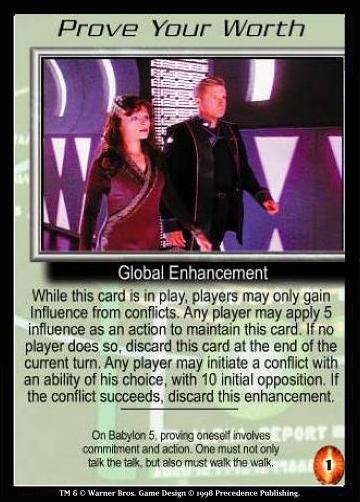 Prove Your Worth
Global Enhancement
While this card is in play, players may only gain
Influence from conflicts. Any player may apply 5
influence as an action to maintain this card. If no
player does so, discard this card at the end of the
current turn. Any player may initiate a conflict with
an ability of his choice, with 10 initial opposition. If
the conflict succeeds, discard this enhancement.
On Babylon 5, proving oneself involves
commitment and action. One must not only
talk the talk, but also must walk the walk.
REPORT
1
TM & © Warner Bros. Game Design © 1998 Precedence Publishing.